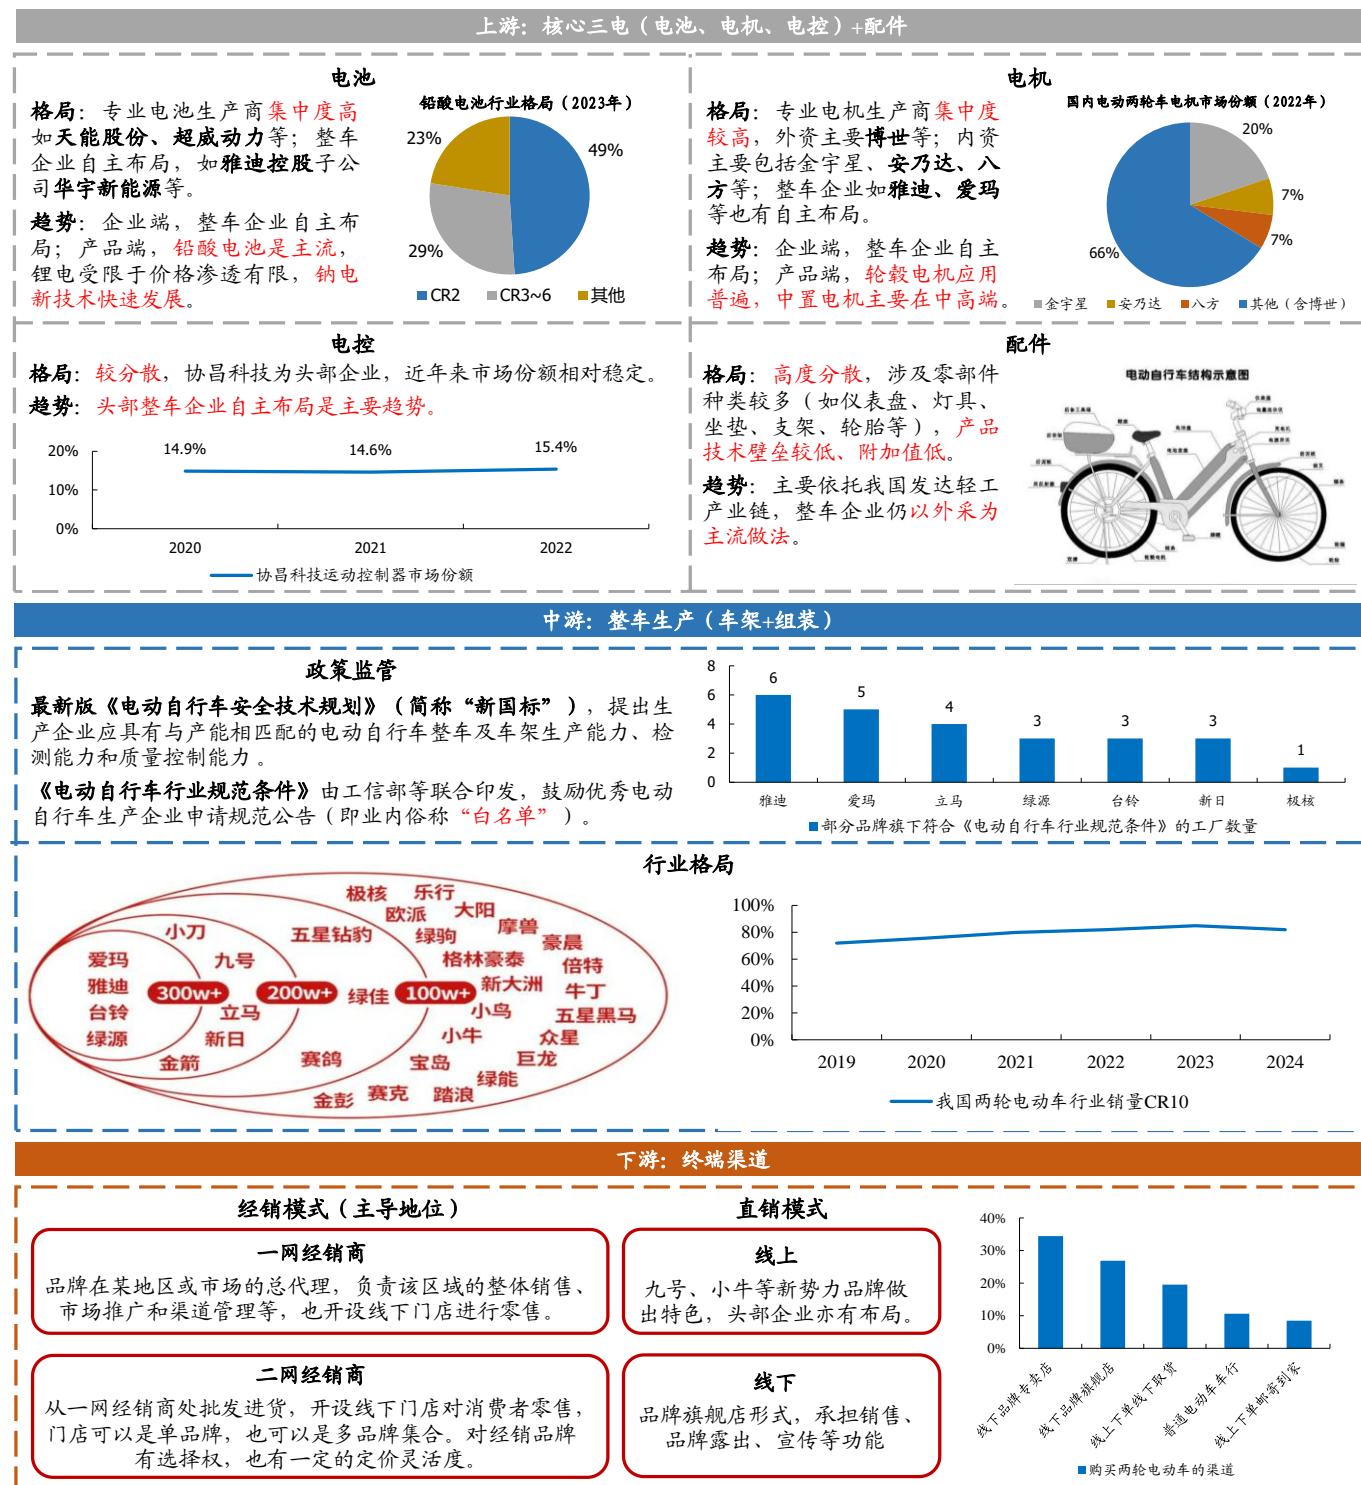 上游：核心三电（电池、电机、电控）+配件
电池
格局：专业电池生产商集中度高
如天能股份、超威动力等；整车
企业自主布局，如雅迪控股子公
司华宇新能源等。
趋势：企业端，整车企业自主布
局；产品端，铅酸电池是主流，
锂电受限于价格渗透有限，钠电
新技术快速发展。
铅酸电池行业格局（2023年）
23%
49%
29%
CR2 CR3~6 其他
电机
格局：专业电机生产商集中度
较高，外资主要博世等；内资
主要包括金宇星、安乃达、八
方等；整车企业如雅迪、爱玛
等也有自主布局。
趋势：企业端，整车企业自主
布局；产品端，轮毂电机应用
普遍，中置电机主要在中高端。
国内电动两轮车电机市场份额（2022年）
20%
7%
7%
66%
金宇星 安乃达 八方 其他（含博世）
电控
格局：较分散，协昌科技为头部企业，近年来市场份额相对稳定。
趋势：头部整车企业自主布局是主要趋势。
20%
10%
0%
14.9% 14.6% 15.4%
2020 2021 2022
协昌科技运动控制器市场份额
配件
格局：高度分散，涉及零部件
种类较多（如仪表盘、灯具、
坐垫、支架、轮胎等），产品
技术壁垒较低、附加值低。
趋势：主要依托我国发达轻工
产业链，整车企业仍以外采为
主流做法。
电动自行车结构示意图
中游：整车生产（车架+组装）
政策监管
最新版《电动自行车安全技术规划》（简称“新国标”），提出生
产企业应具有与产能相匹配的电动自行车整车及车架生产能力、检
测能力和质量控制能力 。
《电动自行车行业规范条件》由工信部等联合印发，鼓励优秀电动
自行车生产企业申请规范公告（即业内俗称“白名单”）。
8
6
4
2
0
6 5 4 3 3 3 1
雅迪 爱玛 立马 绿源 台铃 新日 极核
部分品牌旗下符合《电动自行车行业规范条件》的工厂数量
行业格局
极核 乐行
欧派 大阳
小刀 五星钻豹 绿驹 摩兽
豪晨
爱玛 九号 格林豪泰 倍特
雅迪 300w+ 200w+ 绿佳 100w+ 新大洲 牛丁
台铃 立马 小鸟 五星黑马
绿源 新日 小牛 众星
金箭 赛鸽 宝岛 巨龙
绿能
金彭 赛克 踏浪
100%
80%
60%
40%
20%
0%
2019 2020 2021 2022 2023 2024
我国两轮电动车行业销量CR10
下游：终端渠道
经销模式（主导地位）
一网经销商
品牌在某地区或市场的总代理，负责该区域的整体销售、
市场推广和渠道管理等，也开设线下门店进行零售。
二网经销商
从一网经销商处批发进货，开设线下门店对消费者零售，
门店可以是单品牌，也可以是多品牌集合。对经销品牌
有选择权，也有一定的定价灵活度。
直销模式
线上
九号、小牛等新势力品牌做
出特色，头部企业亦有布局。
线下
品牌旗舰店形式，承担销售、
品牌露出、宣传等功能
40%
30%
20%
10%
0%
线下品牌专卖店
线下品牌旗舰店
线上下单线下取货
普通电动车车行
线上下单邮寄到家
购买两轮电动车的渠道